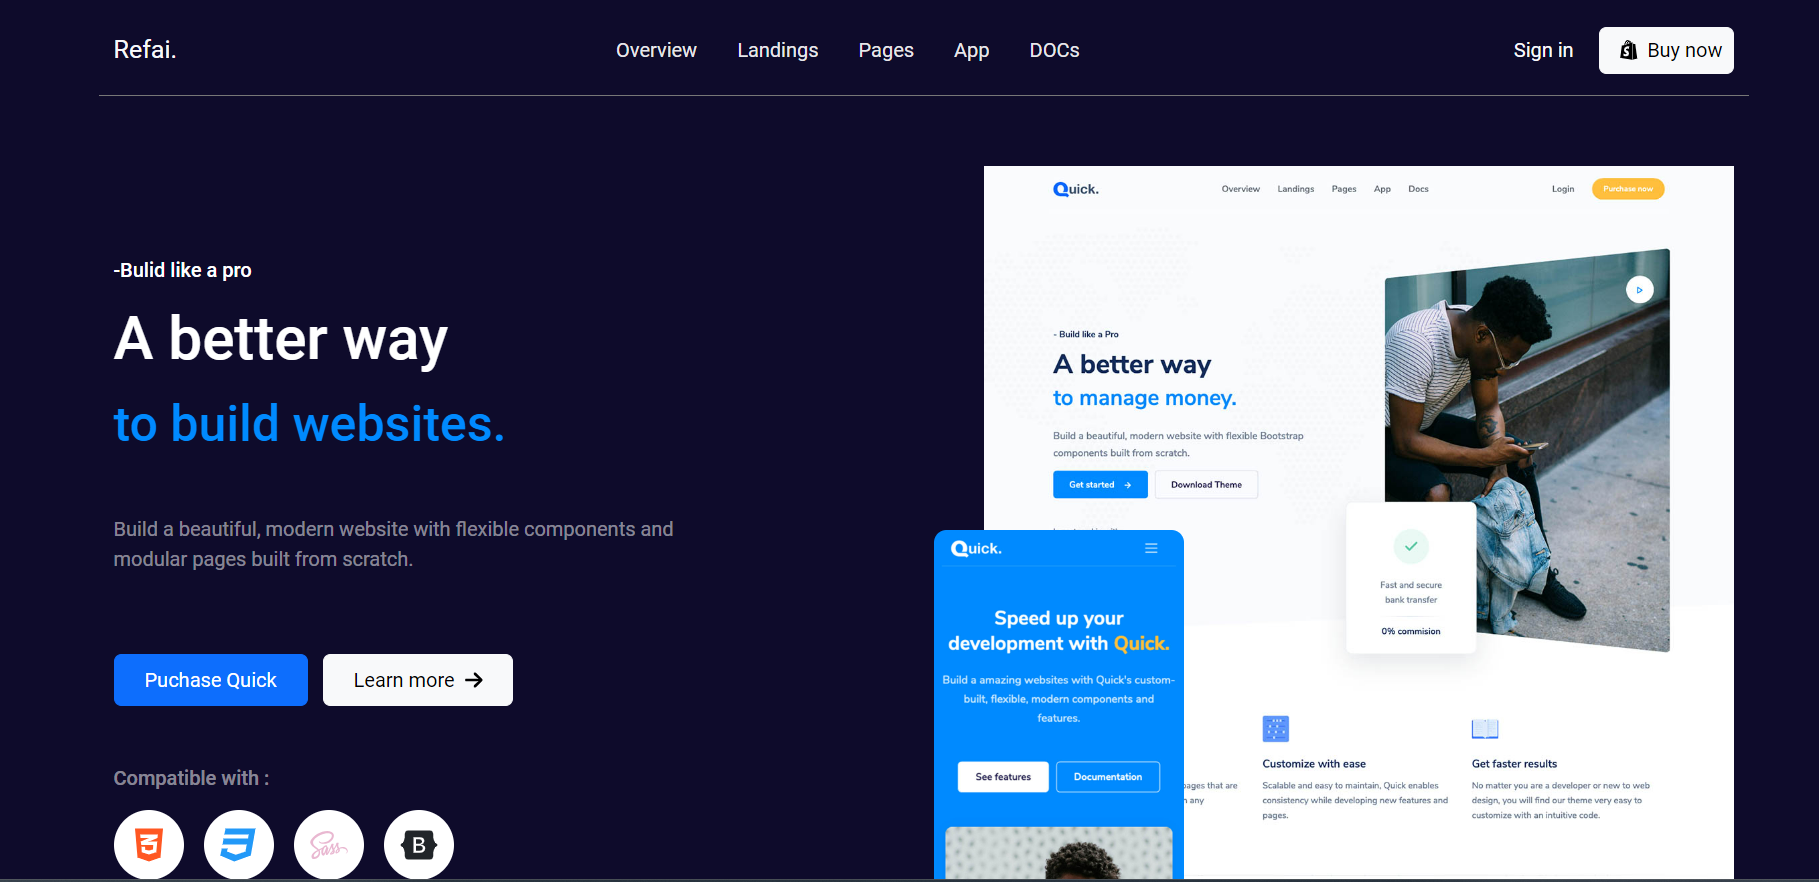 Refai.
Overview Landings Pages App DOCs
Sign in
Buy now
-Bulid like a pro
A better way
to build websites.
Build a beautiful, modern website with flexible components and
modular pages built from scratch.
Puchase Quick
Learn more
Compatible with :
3
Sass
B
Quick.
Overview Landings Pages App Docs
Login
Purchase now
- Build like a Pro
A better way
to manage money.
Build a beautiful, modern website with flexible Bootstrap
components built from scratch.
Get started
Download Theme
Fast and secure
bank transfer
0% commision
Quick.
Speed up your
development with Quick.
Build a amazing websites with Quick's custom-
built, flexible, modern components and
features.
See features
Documentation
pages that are
any
Customize with ease
Scalable and easy to maintain, Quick enables
consistency while developing new features and
pages.
Get faster results
No matter you are a developer or new to web
design, you will find our theme very easy to
customize with an intuitive code.